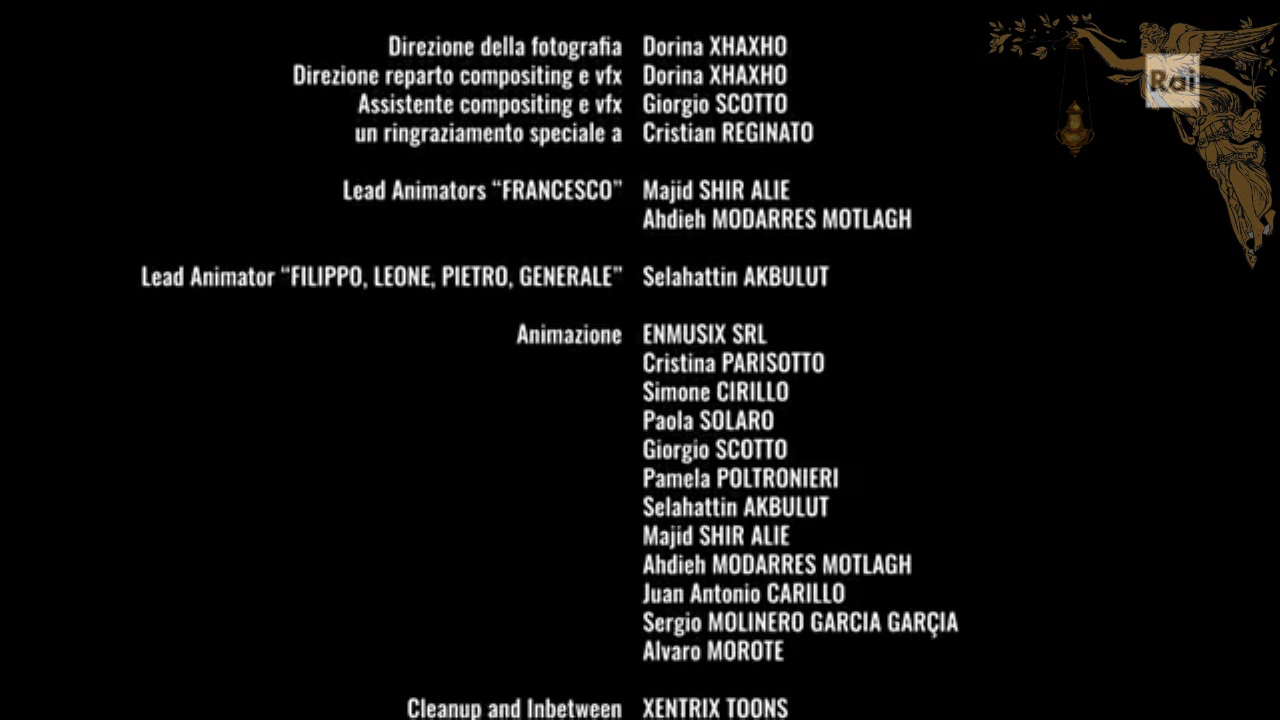 Rai
Direzione della fotografia Dorina XHAXHO
Direzione reparto compositing e vfx Dorina XHAXHO
Assistente compositing e vfx Giorgio SCOTTO
un ringraziamento speciale a Cristian REGINATO
Lead Animators “FRANCESCO” Majid SHIR ALIE
Ahdieh MODARRES MOTLAGH
Lead Animator “FILIPPO, LEONE, PIETRO, GENERALE” Selahattin AKBULUT
Animazione ENMUSIX SRL
Cristina PARISOTTO
Simone CIRILLO
Paola SOLARO
Giorgio SCOTTO
Pamela POLTRONIERI
Selahattin AKBULUT
Majid SHIR ALIE
Ahdieh MODARRES MOTLAGH
Juan Antonio CARILLO
Sergio MOLINERO GARCIA GARÇIA
Alvaro MOROTE
Cleanup and Inbetween XENTRIX TOONS